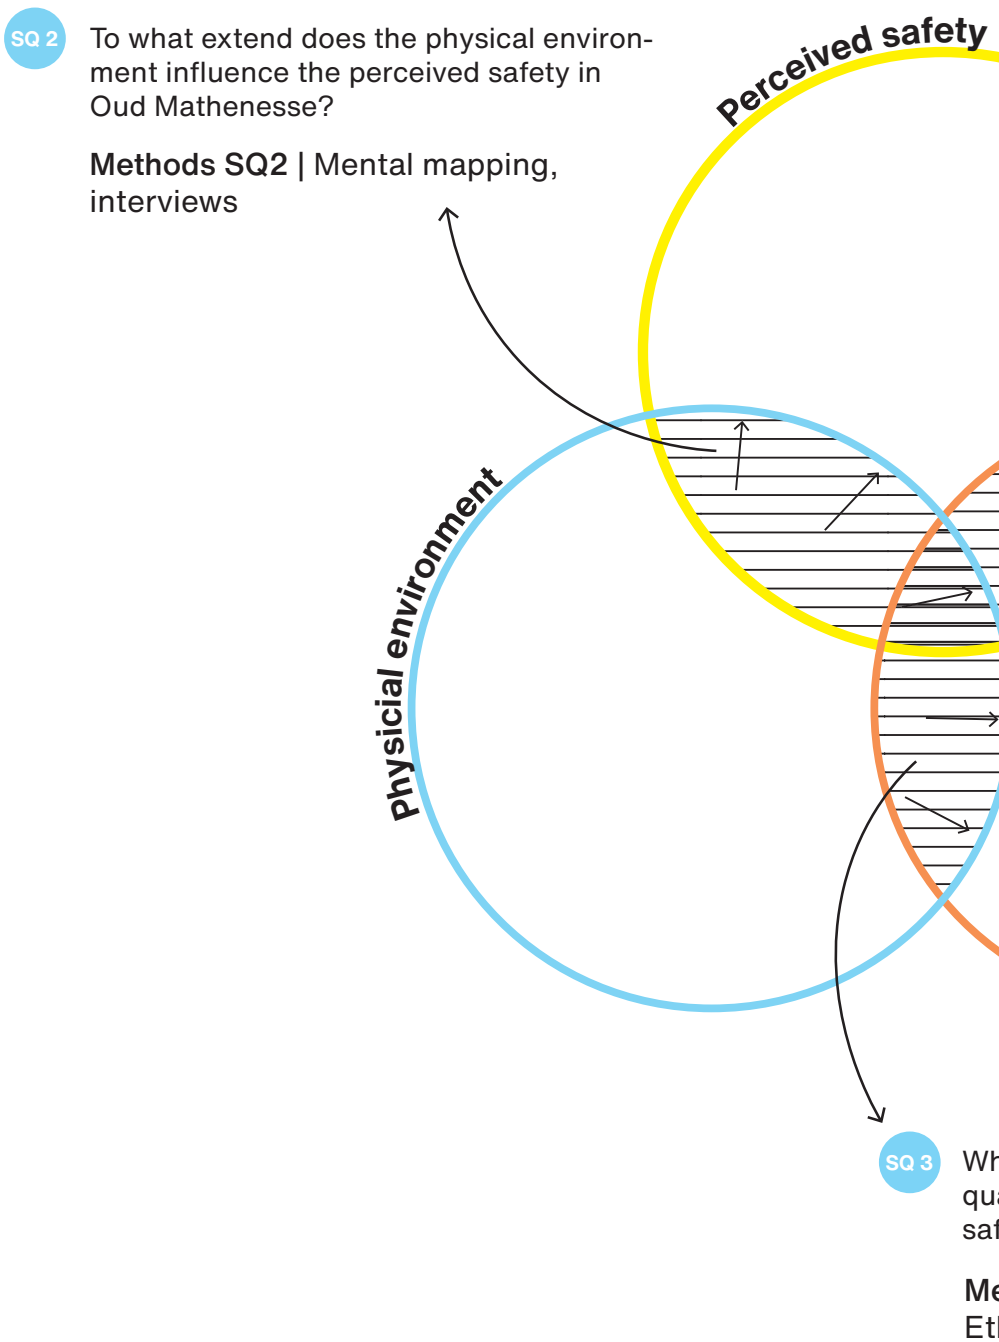 SQ 2
To what extend does the physical environ-
ment influence the perceived safety in
Oud Mathenesse?
Methods SQ2 | Mental mapping,
interviews
Perceived safety
Physicial environment
SQ 3